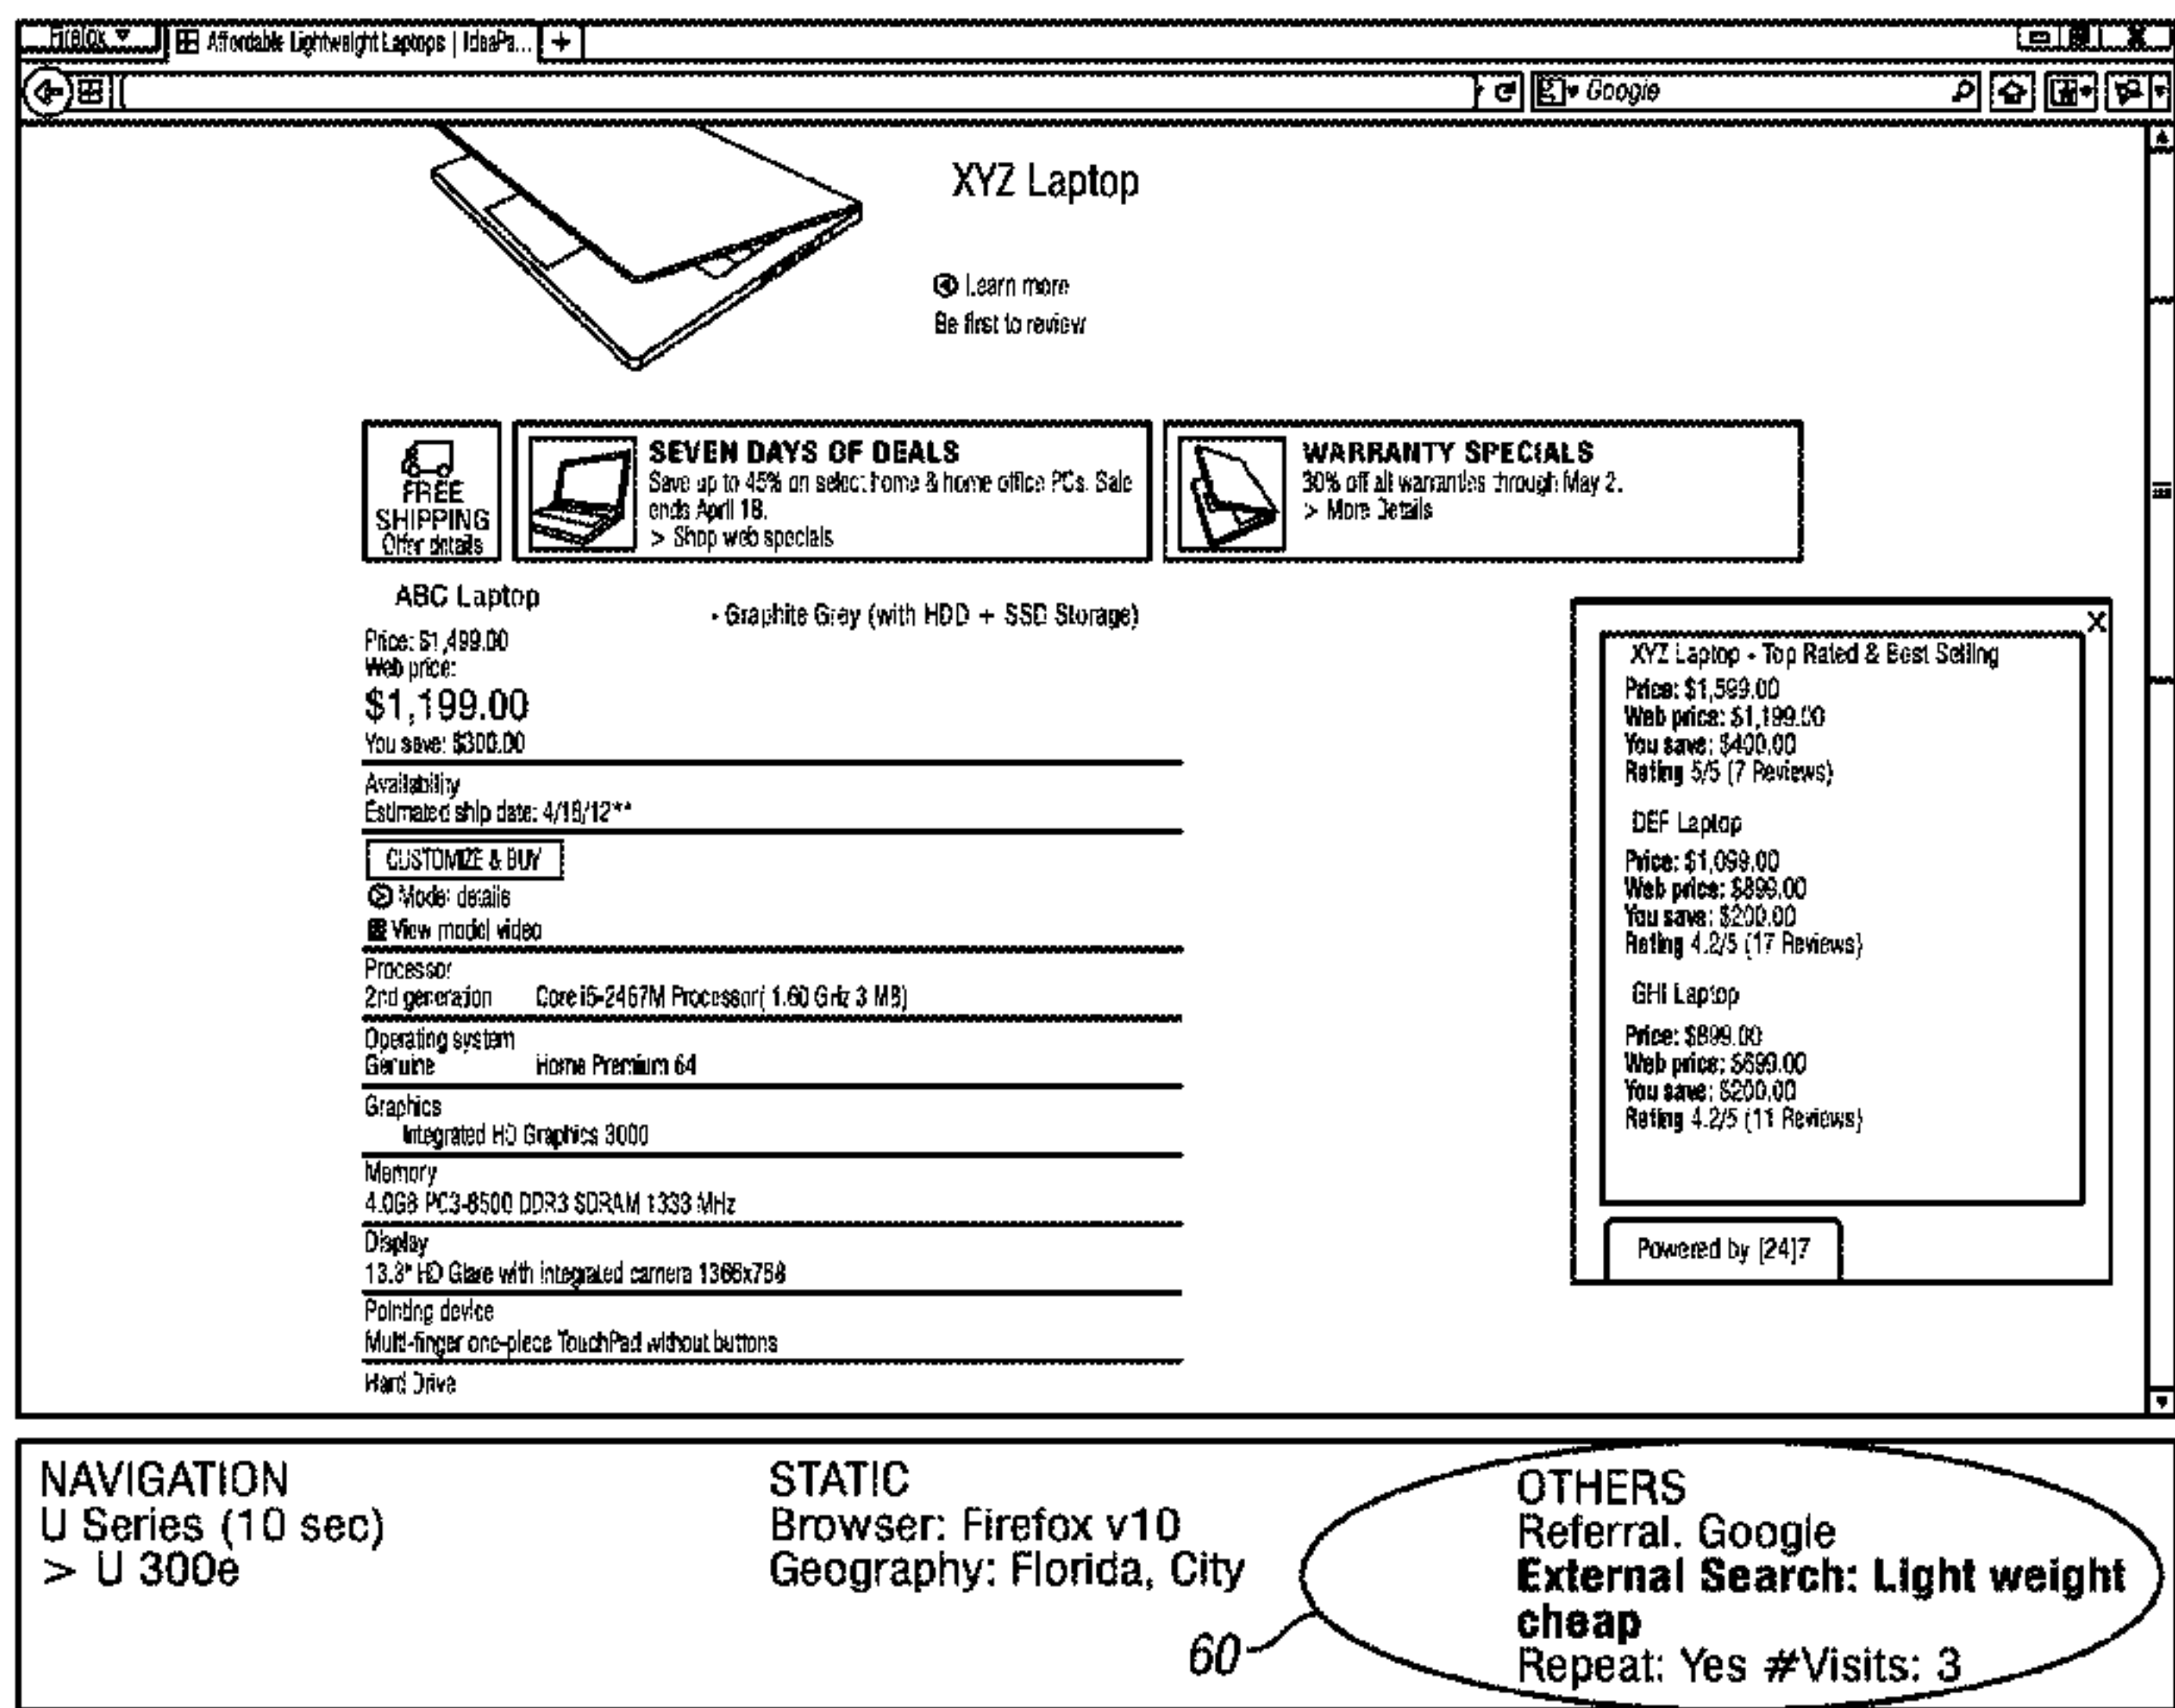 Firefox
Affordable Lightweight Laptops | IdeaPa... +
Google
XYZ Laptop
Learn more
Be first to review
FREE
SHIPPING
Offer details
SEVEN DAYS OF DEALS
Save up to 45% on select home & home office PCs. Sale
ends April 18.
> Shop web specials
WARRANTY SPECIALS
30% off all warranties through May 2.
> More Details
ABC Laptop
- Graphite Grey (with HDD + SSD Storage)
Price: $1,499.00
Web price:
$1,199.00
You save: $300.00
Availability
Estimated ship date: 4/18/12**
CUSTOMIZE & BUY
Model details
View model video
Processor
2nd generation Core i5-2467M Processor( 1.60 GHz 3 MB)
Operating system
Genuine Home Premium 64
Graphics
Integrated HD Graphics 3000
Memory
4.0GB PC3-8500 DDR3 SDRAM 1333 MHz
Display
13.3" HD Glare with integrated camera 1366x768
Pointing device
Multi-finger one-piece TouchPad without buttons
Hard Drive
X
XYZ Laptop - Top Rated & Best Selling
Price: $1,599.00
Web price: $1,199.00
You save: $400.00
Rating 5/5 (7 Reviews)
DEF Laptop
Price: $1,099.00
Web price: $899.00
You save: $200.00
Rating 4.2/5 (17 Reviews)
GHI Laptop
Price: $899.00
Web price: $699.00
You save: $200.00
Rating 4.2/5 (11 Reviews)
Powered by [24]7
NAVIGATION
U Series (10 sec)
> U 300e
STATIC
Browser: Firefox v10
Geography: Florida, City
OTHERS
Referral. Google
External Search: Light weight
cheap
Repeat: Yes #Visits: 3
60